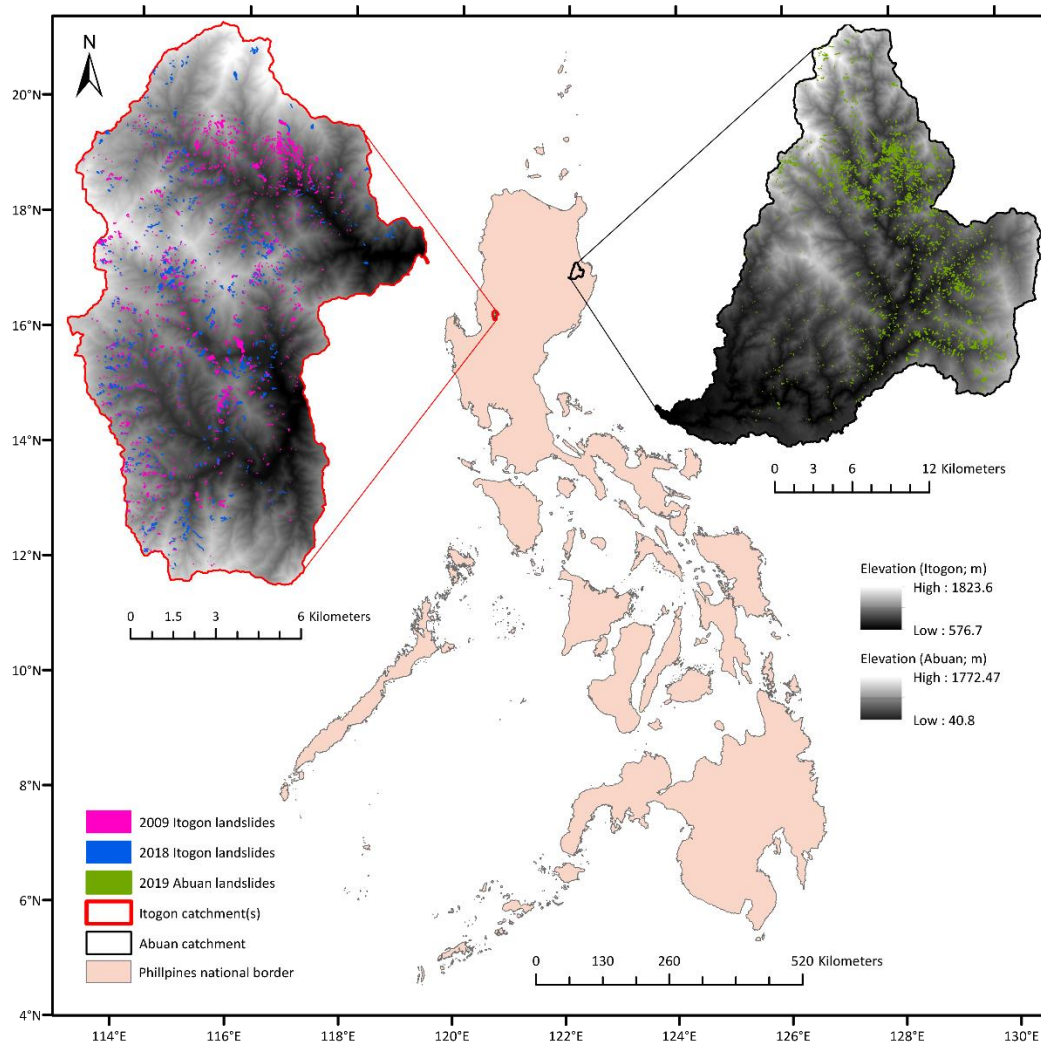 N
20°N
18°N
16°N
14°N
12°N
10°N
8°N
6°N
4°N
0 3 6 12 Kilometers
0 1.5 3 6 Kilometers
Elevation (Itogon; m)
High : 1823.6
Low : 576.7
Elevation (Abuan; m)
High : 1772.47
Low : 40.8
2009 Itogon landslides
2018 Itogon landslides
2019 Abuan landslides
Itogon catchment(s)
Abuan catchment
Phillpines national border
0 130 260 520 Kilometers
114°E 116°E 118°E 120°E 122°E 124°E 126°E 128°E 130°E